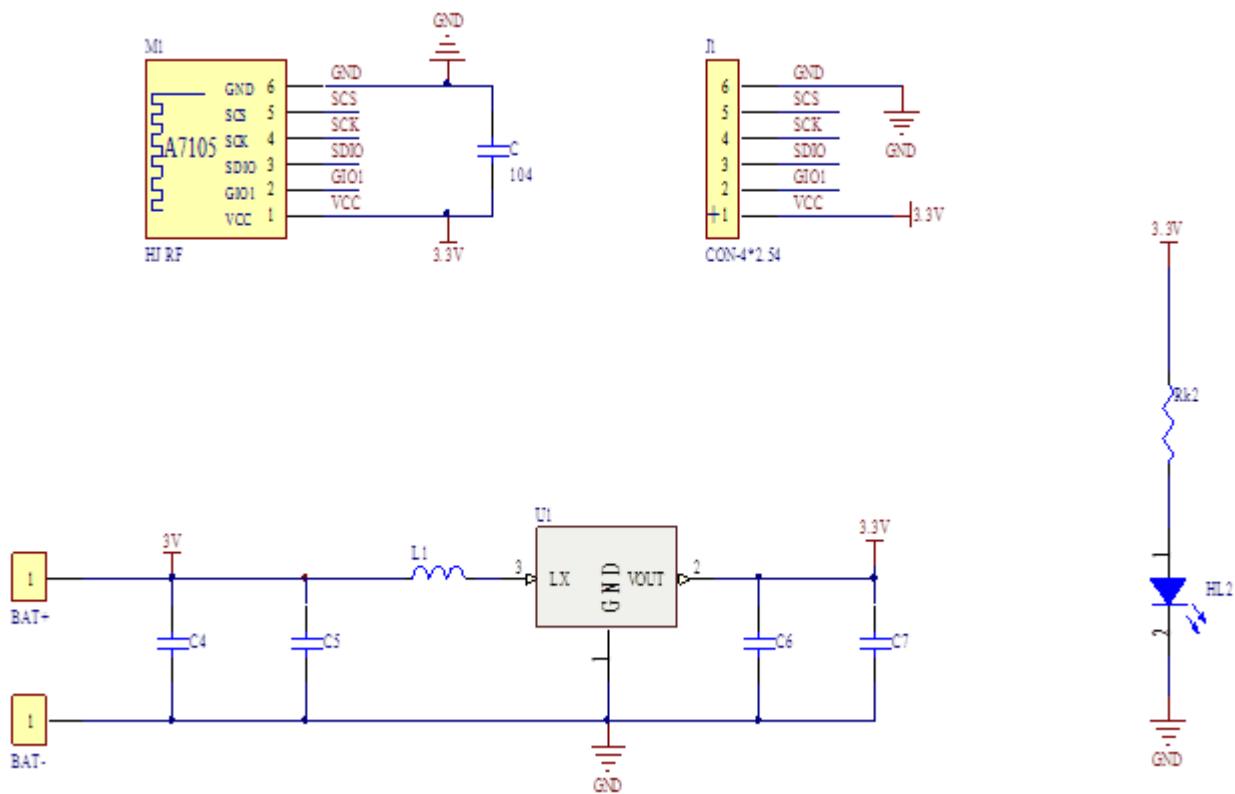 GND
M1
GND 6 GND
SCS 5 SCS
A7105
SCK 4 SCK
SDIO 3 SDIO
GIO1 2 GIO1
VCC 1 VCC
HJ RF
C
104
3.3V
J1
6 GND
5 SCS
4 SCK
3 SDIO
2 GIO1
1 VCC
GND
3.3V
CON-4*2.54
3.3V
Rk2
1
HL2
2
GND
U1
3V
L1
3 LX GND VOUT 2
3.3V
1
BAT+
C4
C5
1
C6
C7
1
BAT-
GND